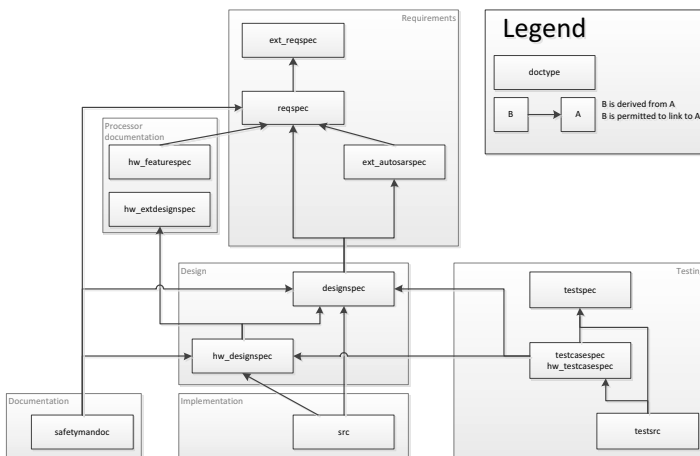 Requirements
Legend
ext_reqspec
doctype
reqspec
B
A
B is derived from A
B is permitted to link to A
Processor
documentation
hw_featurespec
ext_autosarspec
hw_extdesignspec
Design
designspec
Testin
testspec
hw_designspec
testcasespec
hw_testcasespec
Documentation
safetymandoc
Implementation
src
testsrc